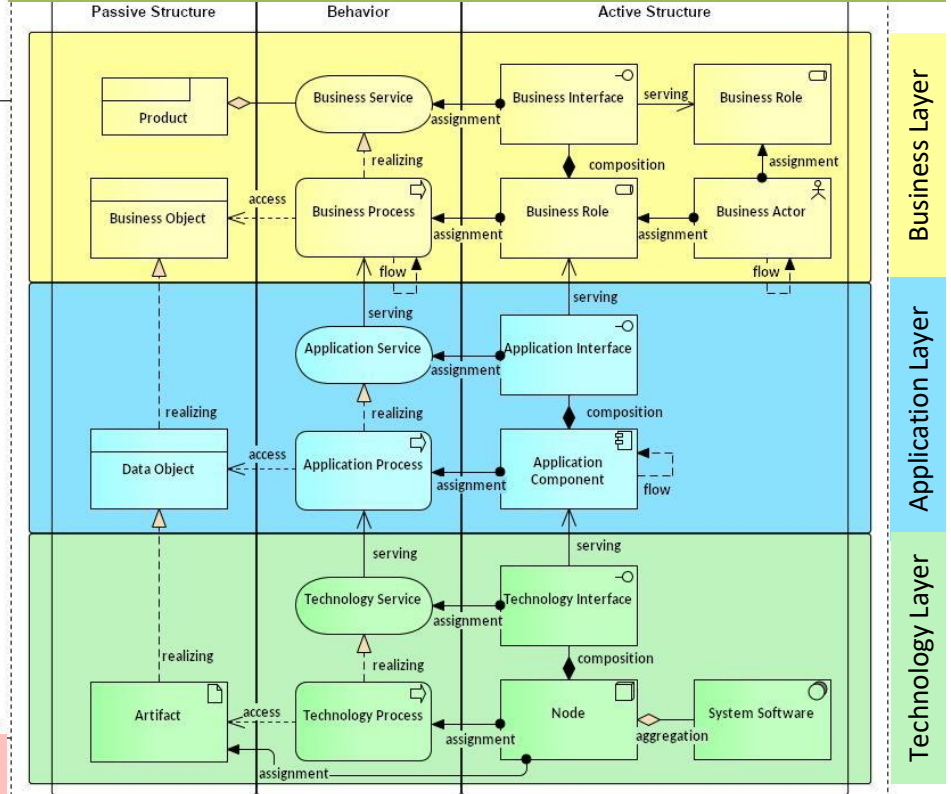 Passive Structure
Behavior
Active Structure
Product
Business Service
assignment
Business Interface
serving
Business Role
realizing
composition
assignment
Business Object
access
Business Process
assignment
Business Role
assignment
Business Actor
flow
flow
Business Layer
serving
serving
Application Service
assignment
Application Interface
realizing
realizing
composition
Data Object
access
Application Process
assignment
Application
Component
flow
Application Layer
serving
serving
Technology Service
assignment
Technology Interface
realizing
realizing
composition
Artifact
access
Technology Process
assignment
Node
aggregation
System Software
assignment
Technology Layer